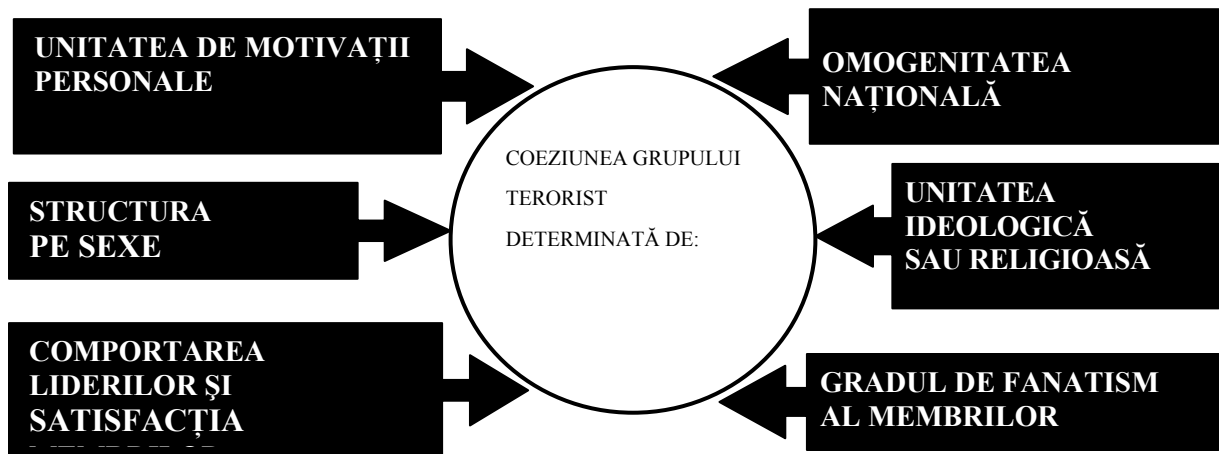 UNITATEA DE MOTIVAȚII
PERSONALE
OMOGENITATEA
NAȚIONALĂ
COEZIUNEA GRUPULUI
TERORIST
DETERMINATĂ DE:
STRUCTURA
PE SEXE
UNITATEA
IDEOLOGICĂ
SAU RELIGIOASĂ
COMPORTAREA
LIDERILOR ŞI
SATISFACȚIA
GRADUL DE FANATISM
AL MEMBRILOR